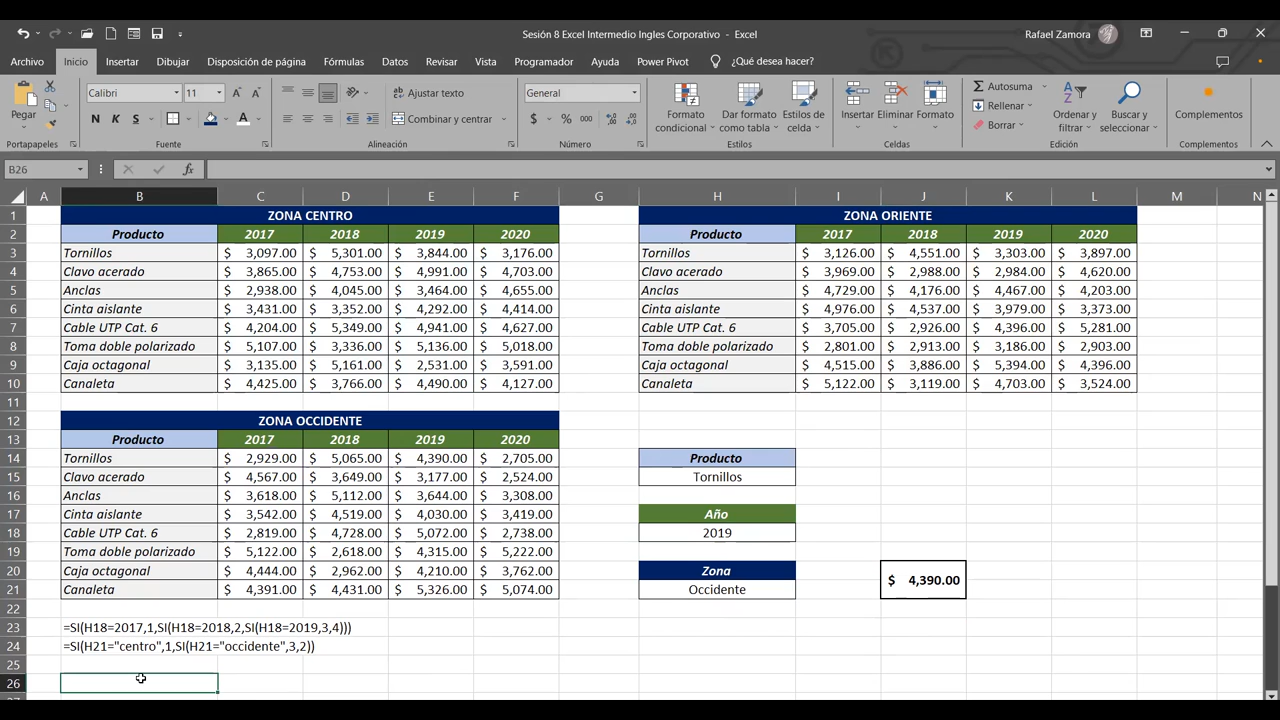 Sesión 8 Excel Intermedio Ingles Corporativo - Excel
Rafael Zamora
Archivo Inicio Insertar Dibujar Disposición de página Fórmulas Datos Revisar Vista Programador Ayuda Power Pivot ¿Qué desea hacer?
Pegar
Calibri 11 A A
N K S A
Fuente
ab Ajustar texto
Combinar y centrar
Alineación
General
$ % 000
Número
Formato condicional
Dar formato como tabla
Estilos de celda
Estilos
Insertar Eliminar Formato
Celdas
Autosuma
Rellenar
Borrar
Ordenar y filtrar
Buscar y seleccionar
Edición
Complementos
Complementos
B26 fx
A B C D E F G H I J K L M N
1 ZONA CENTRO ZONA ORIENTE
2 Producto 2017 2018 2019 2020 Producto 2017 2018 2019 2020
3 Tornillos $ 3,097.00 $ 5,301.00 $ 3,844.00 $ 3,176.00 Tornillos $ 3,126.00 $ 4,551.00 $ 3,303.00 $ 3,897.00
4 Clavo acerado $ 3,865.00 $ 4,753.00 $ 4,991.00 $ 4,703.00 Clavo acerado $ 3,969.00 $ 2,988.00 $ 2,984.00 $ 4,620.00
5 Anclas $ 2,938.00 $ 4,045.00 $ 3,464.00 $ 4,655.00 Anclas $ 4,729.00 $ 4,176.00 $ 4,467.00 $ 4,203.00
6 Cinta aislante $ 3,431.00 $ 3,352.00 $ 4,292.00 $ 4,414.00 Cinta aislante $ 4,976.00 $ 4,537.00 $ 3,979.00 $ 3,373.00
7 Cable UTP Cat. 6 $ 4,204.00 $ 5,349.00 $ 4,941.00 $ 4,627.00 Cable UTP Cat. 6 $ 3,705.00 $ 2,926.00 $ 4,396.00 $ 5,281.00
8 Toma doble polarizado $ 5,107.00 $ 3,336.00 $ 5,136.00 $ 5,018.00 Toma doble polarizado $ 2,801.00 $ 2,913.00 $ 3,186.00 $ 2,903.00
9 Caja octagonal $ 3,135.00 $ 5,161.00 $ 2,531.00 $ 3,591.00 Caja octagonal $ 4,515.00 $ 3,886.00 $ 5,394.00 $ 4,396.00
10 Canaleta $ 4,425.00 $ 3,766.00 $ 4,490.00 $ 4,127.00 Canaleta $ 5,122.00 $ 3,119.00 $ 4,703.00 $ 3,524.00
11
12 ZONA OCCIDENTE
13 Producto 2017 2018 2019 2020
14 Tornillos $ 2,929.00 $ 5,065.00 $ 4,390.00 $ 2,705.00 Producto
15 Clavo acerado $ 4,567.00 $ 3,649.00 $ 3,177.00 $ 2,524.00 Tornillos
16 Anclas $ 3,618.00 $ 5,112.00 $ 3,644.00 $ 3,308.00
17 Cinta aislante $ 3,542.00 $ 4,519.00 $ 4,030.00 $ 3,419.00 Año
18 Cable UTP Cat. 6 $ 2,819.00 $ 4,728.00 $ 5,072.00 $ 2,738.00 2019
19 Toma doble polarizado $ 5,122.00 $ 2,618.00 $ 4,315.00 $ 5,222.00
20 Caja octagonal $ 4,444.00 $ 2,962.00 $ 4,210.00 $ 3,762.00 Zona $ 4,390.00
21 Canaleta $ 4,391.00 $ 4,431.00 $ 5,326.00 $ 5,074.00 Occidente
22
23 =SI(H18=2017,1,SI(H18=2018,2,SI(H18=2019,3,4)))
24 =SI(H21="centro",1,SI(H21="occidente",3,2))
25
26